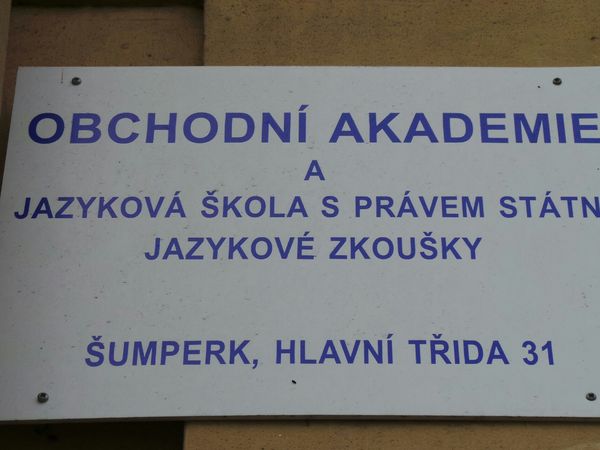 OBCHODNÍ AKADEMIE
A
JAZYKOVÁ ŠKOLA S PRÁVEM STÁTN
JAZYKOVÉ ZKOUŠKY
ŠUMPERK, HLAVNÍ TŘIDA 31